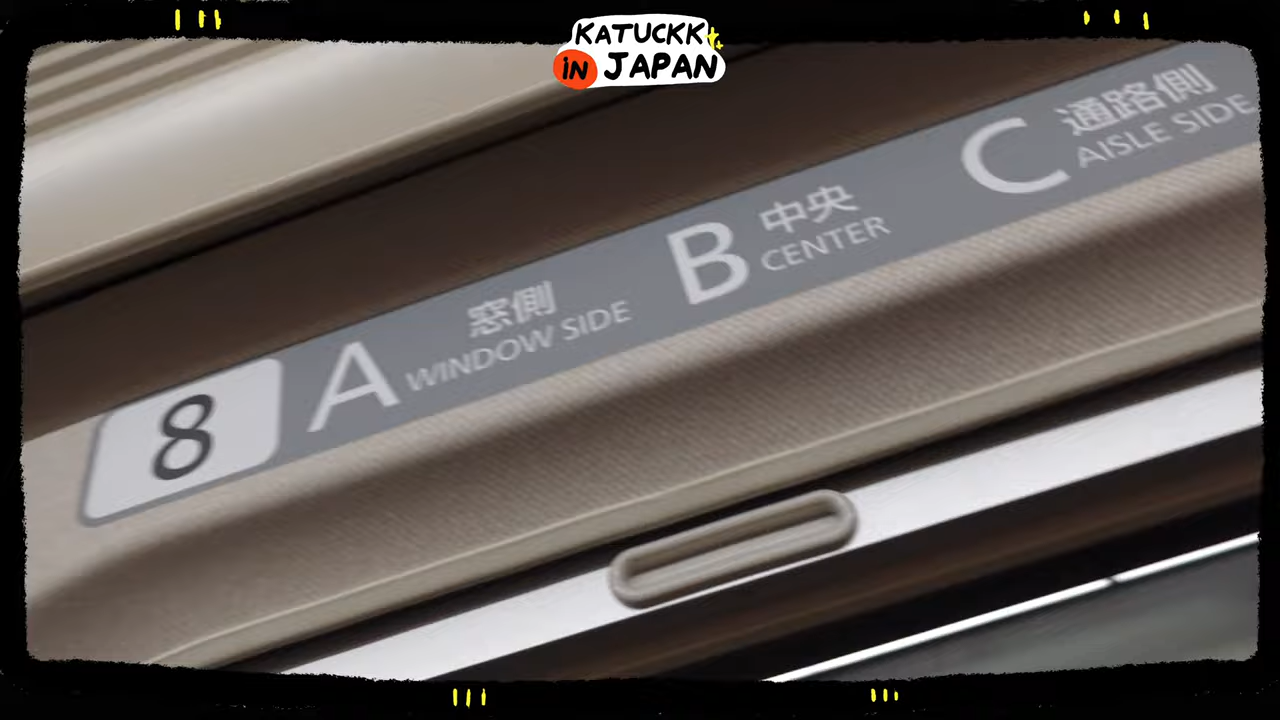 KATUCKK
iN JAPAN
8
A
窓側
WINDOW SIDE
B
中央
CENTER
C
通路側
AISLE SIDE